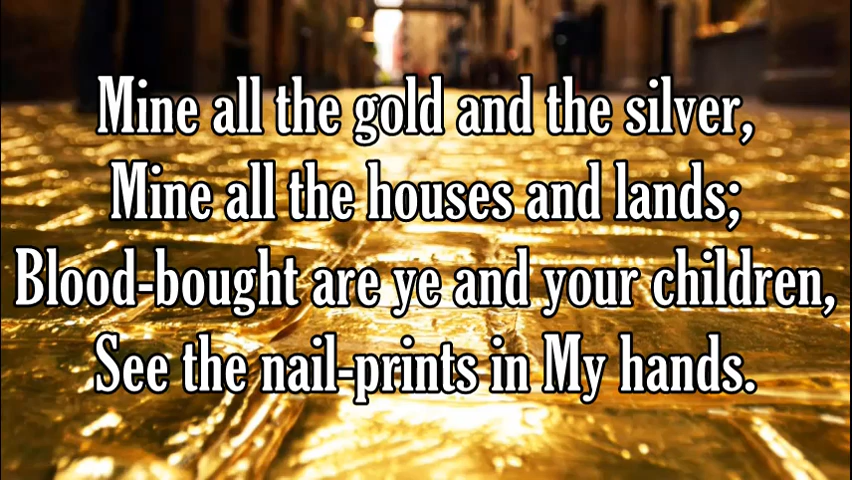 Mine all the gold and the silver,
Mine all the houses and lands;
Blood-bought are ye and your children,
See the nail-prints in My hands.